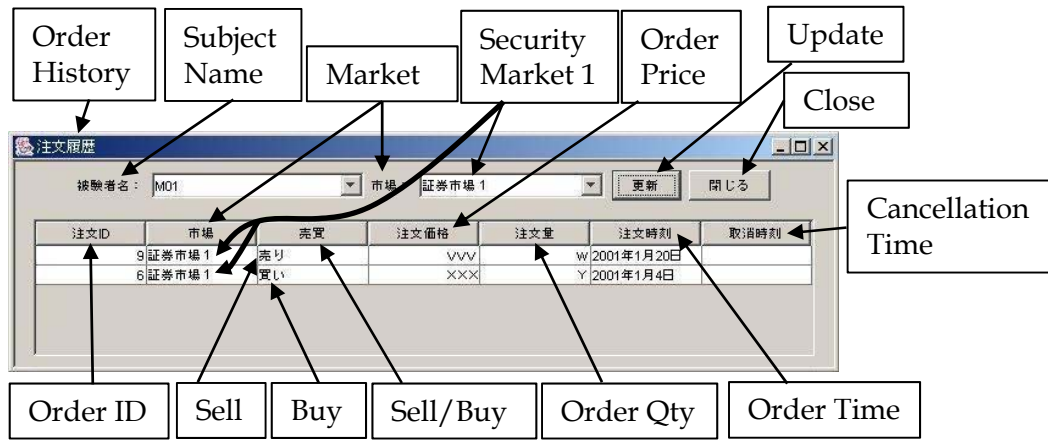 Order
History
Subject
Name
Market
Security
Market 1
Order
Price
Update
Close
注文履歴
被験者名：
M01
市場：
証券市場１
更新
閉じる
Cancellation
Time
注文ID 市場 売買 注文価格 注文量 注文時刻 取消時刻
9 証券市場１ 売り VVV W 2001年1月20日
6 証券市場１ 買い XXX Y 2001年1月4日
Order ID
Sell
Buy
Sell/Buy
Order Qty
Order Time